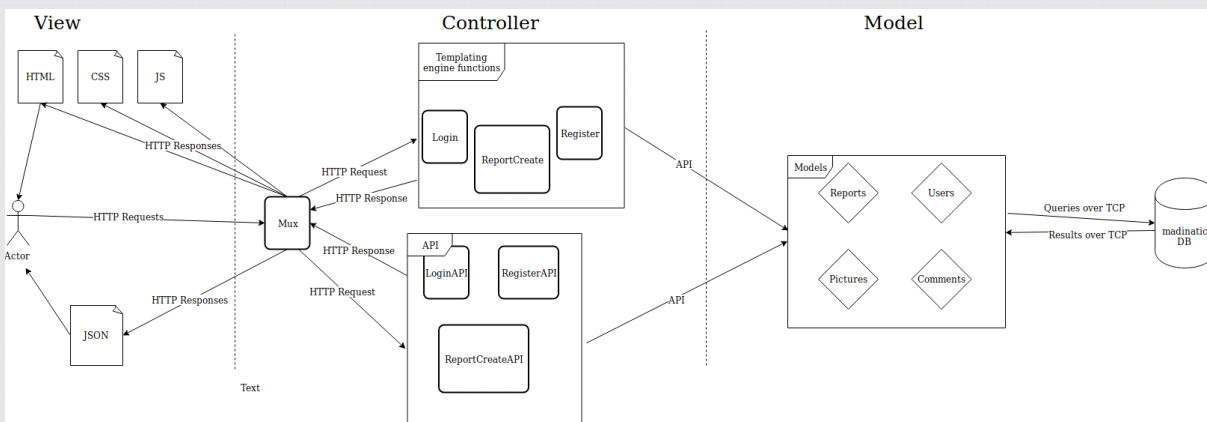 View
Controller
Model
HTML
CSS
JS
HTTP Responses
HTTP Requests
Actor
JSON
HTTP Responses
Text
Mux
HTTP Request
HTTP Response
HTTP Response
HTTP Request
Templating
engine functions
Login
ReportCreate
Register
API
LoginAPI
RegisterAPI
ReportCreateAPI
API
API
Models
Reports
Users
Pictures
Comments
Queries over TCP
Results over TCP
madinatic
DB